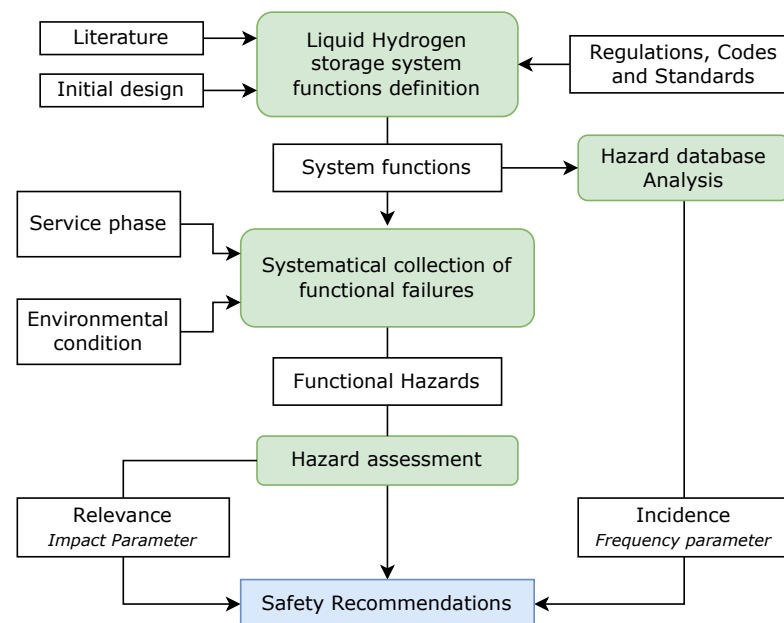 Literature
Initial design
Liquid Hydrogen
storage system
functions definition
Regulations, Codes
and Standards
System functions
Hazard database
Analysis
Service phase
Environmental
condition
Systematical collection of
functional failures
Functional Hazards
Hazard assessment
Relevance
Impact Parameter
Incidence
Frequency parameter
Safety Recommendations